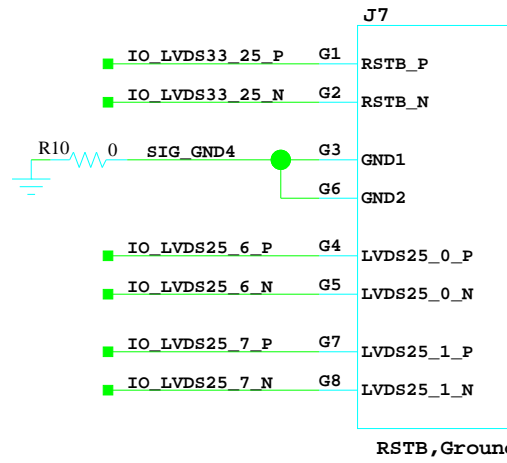 J7
IO_LVDS33_25_P G1 RSTB_P
IO_LVDS33_25_N G2 RSTB_N
R10 0 SIG_GND4 G3 GND1
G6 GND2
IO_LVDS25_6_P G4 LVDS25_0_P
IO_LVDS25_6_N G5 LVDS25_0_N
IO_LVDS25_7_P G7 LVDS25_1_P
IO_LVDS25_7_N G8 LVDS25_1_N
RSTB,Ground